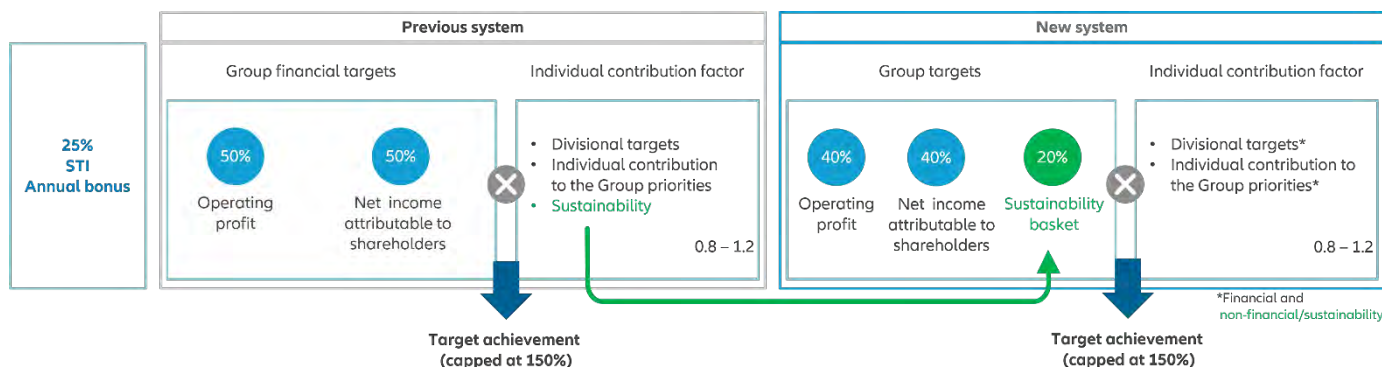 Previous system
New system
25%
STI
Annual bonus
Group financial targets
Individual contribution factor
50%
Operating
profit
50%
Net income
attributable to
shareholders
• Divisional targets
• Individual contribution
to the Group priorities
• Sustainability
0.8 – 1.2
Target achievement
(capped at 150%)
Group targets
Individual contribution factor
40%
Operating
profit
40%
Net income
attributable to
shareholders
20%
Sustainability
basket
• Divisional targets*
• Individual contribution to
the Group priorities*
0.8 – 1.2
*Financial and
non-financial/sustainability
Target achievement
(capped at 150%)